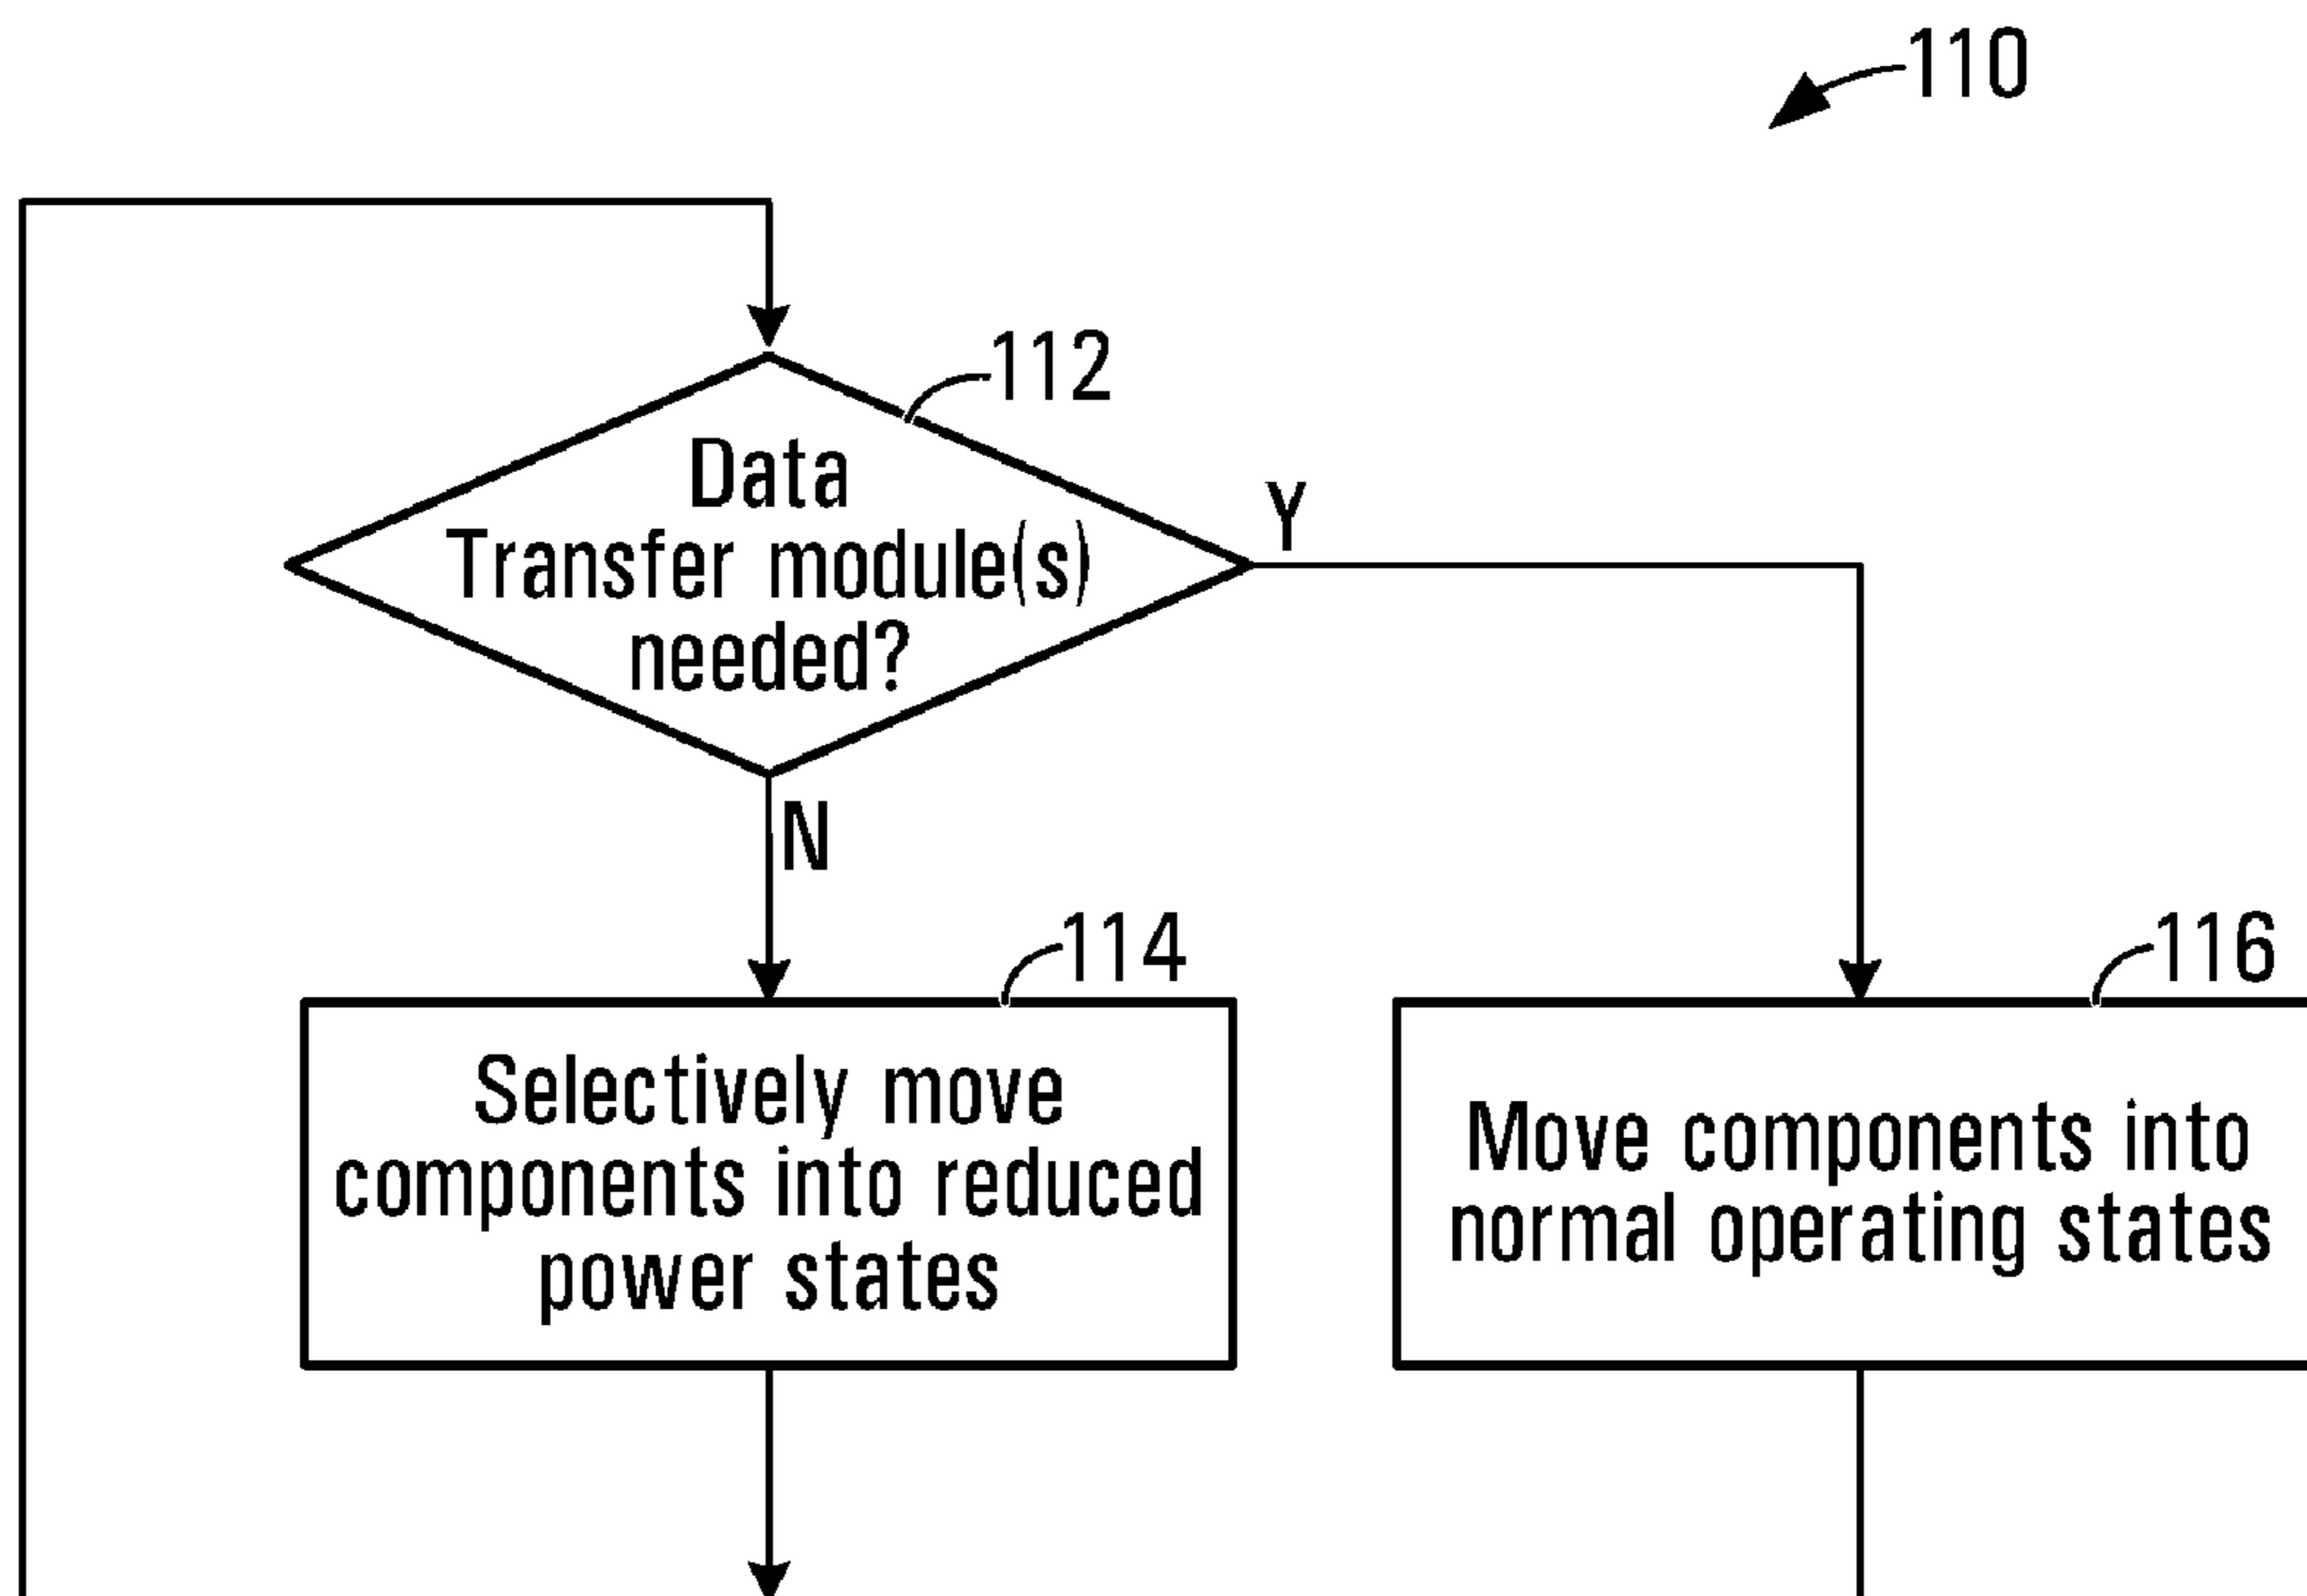 110
112
Data
Transfer module(s)
needed?
Y
N
114
Selectively move
components into reduced
power states
116
Move components into
normal operating states